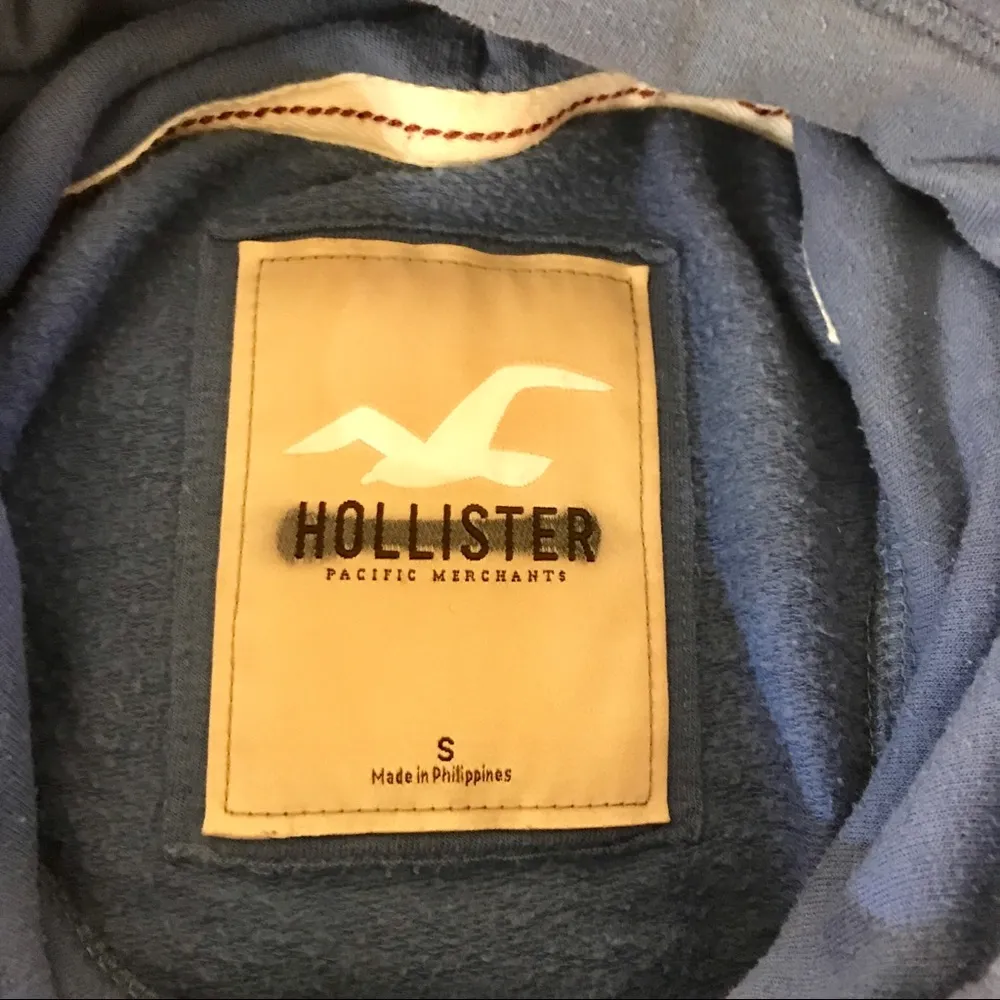 HOLLISTER
PACIFIC MERCHANTS
S
Made in Philippines